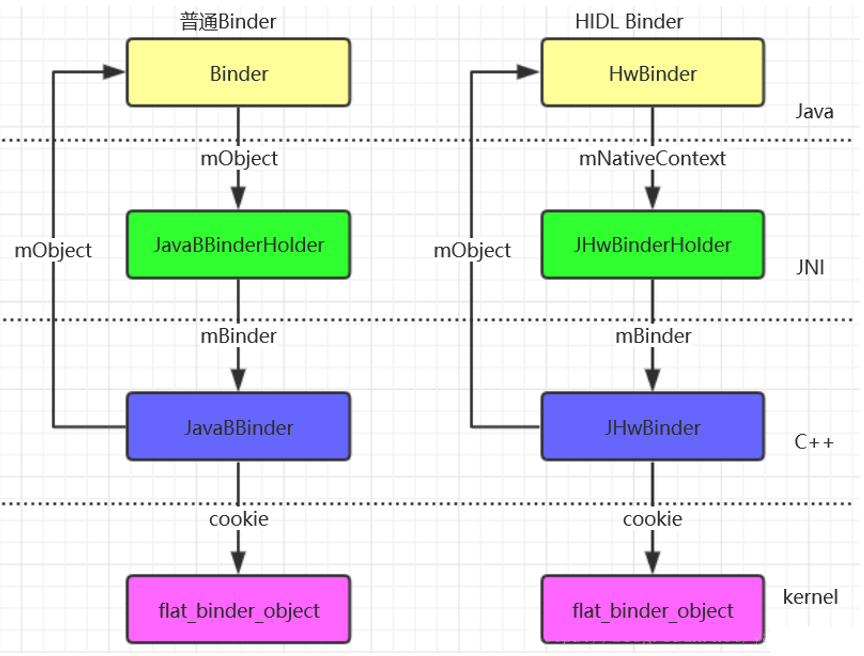 普通Binder
HIDL Binder
Binder
HwBinder
Java
mObject
mNativeContext
JavaBBinderHolder
JHwBinderHolder
mObject
mObject
JNI
mBinder
mBinder
JavaBBinder
JHwBinder
C++
cookie
cookie
flat_binder_object
flat_binder_object
kernel